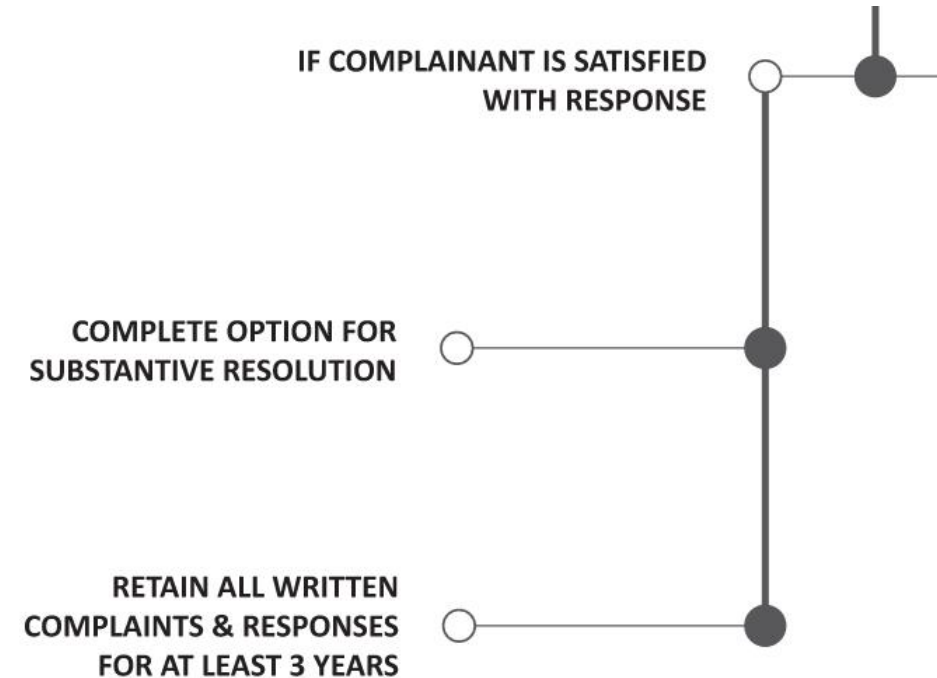 IF COMPLAINANT IS SATISFIED
WITH RESPONSE
COMPLETE OPTION FOR
SUBSTANTIVE RESOLUTION
RETAIN ALL WRITTEN
COMPLAINTS & RESPONSES
FOR AT LEAST 3 YEARS